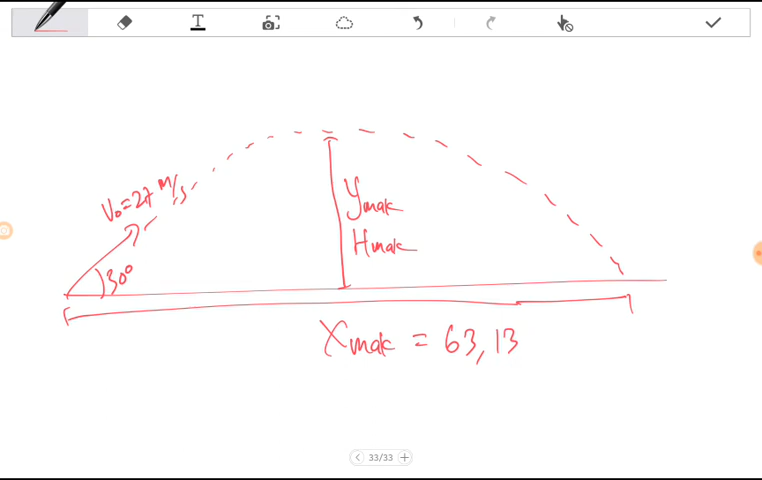 T
V₀ = 27 m/s
30°
Ymak
Hmak
Xmak = 63,13
33/33